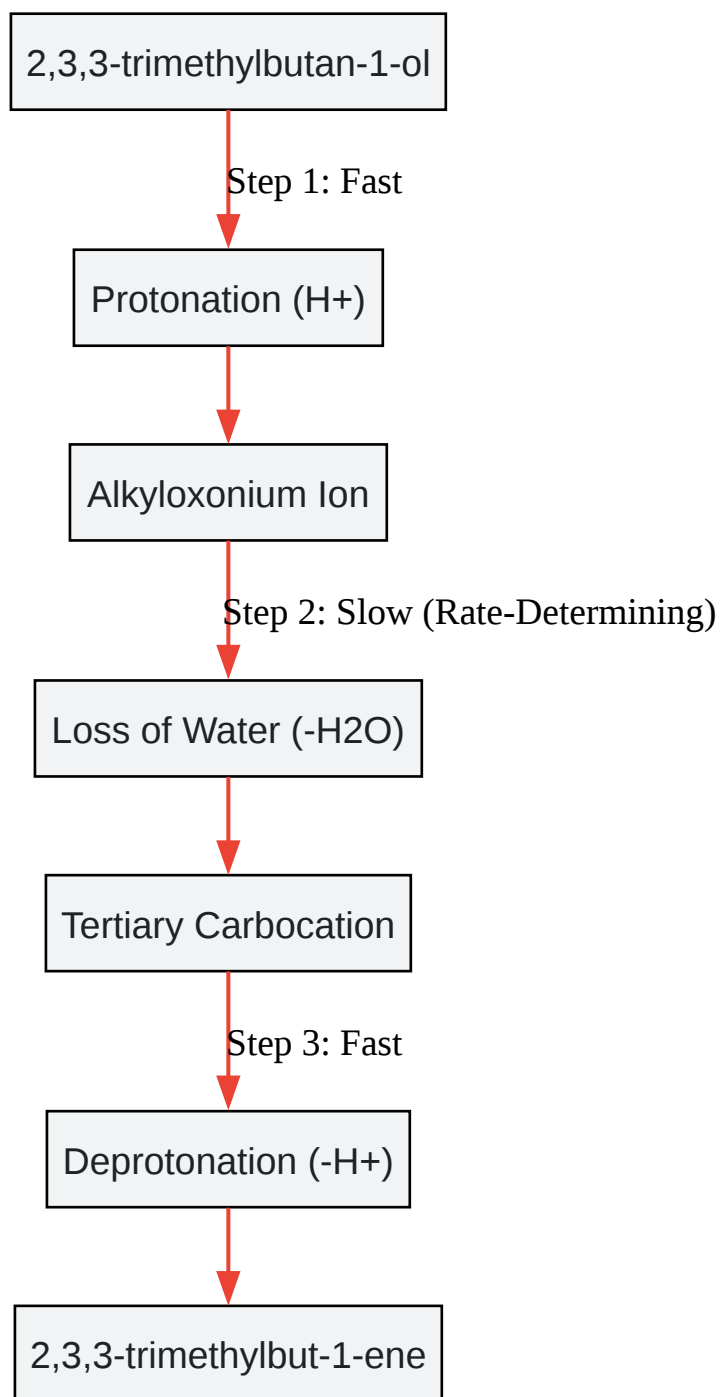 2,3,3-trimethylbutan-1-ol
Step 1: Fast
Protonation (H+)
Alkyloxonium Ion
Step 2: Slow (Rate-Determining)
Loss of Water (-H2O)
Tertiary Carbocation
Step 3: Fast
Deprotonation (-H+)
2,3,3-trimethylbut-1-ene